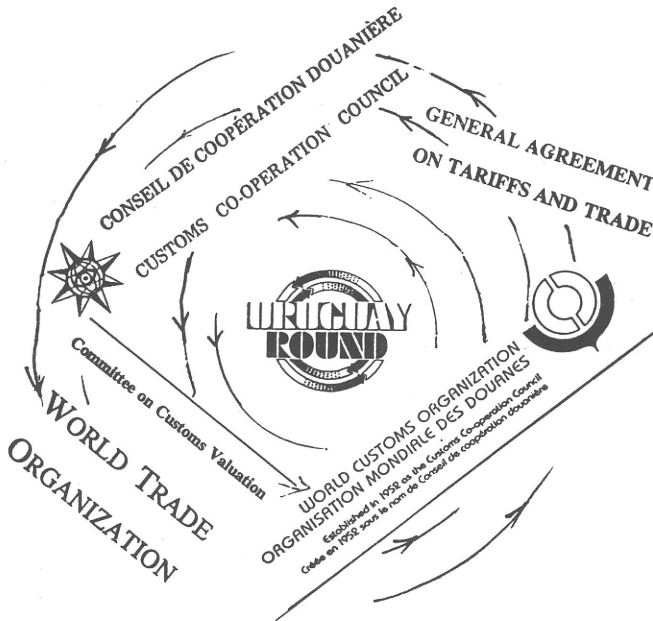 CONSEIL DE COOPÉRATION DOUANIÈRE
CUSTOMS CO-OPERATION COUNCIL
GENERAL AGREEMENT
ON TARIFFS AND TRADE
URUGUAY
ROUND
Committee on Customs Valuation
WORLD TRADE
ORGANIZATION
WORLD CUSTOMS ORGANIZATION
ORGANISATION MONDIALE DES DOUANES
Established in 1952 as the Customs Co-operation Council
Créée en 1952 sous le nom de Conseil de coopération douanière